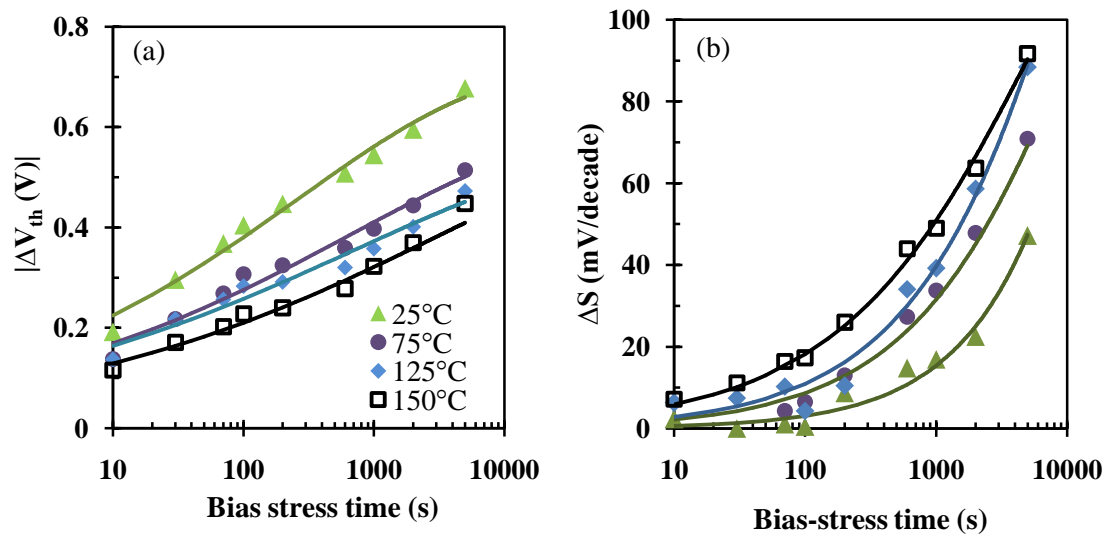 (a)
0.8
0.6
0.4
0.2
0
|ΔVth (V)|
10 100 1000 10000
Bias stress time (s)
25°C
75°C
125°C
150°C
(b)
100
80
60
40
20
0
ΔS (mV/decade)
10 100 1000 10000
Bias-stress time (s)